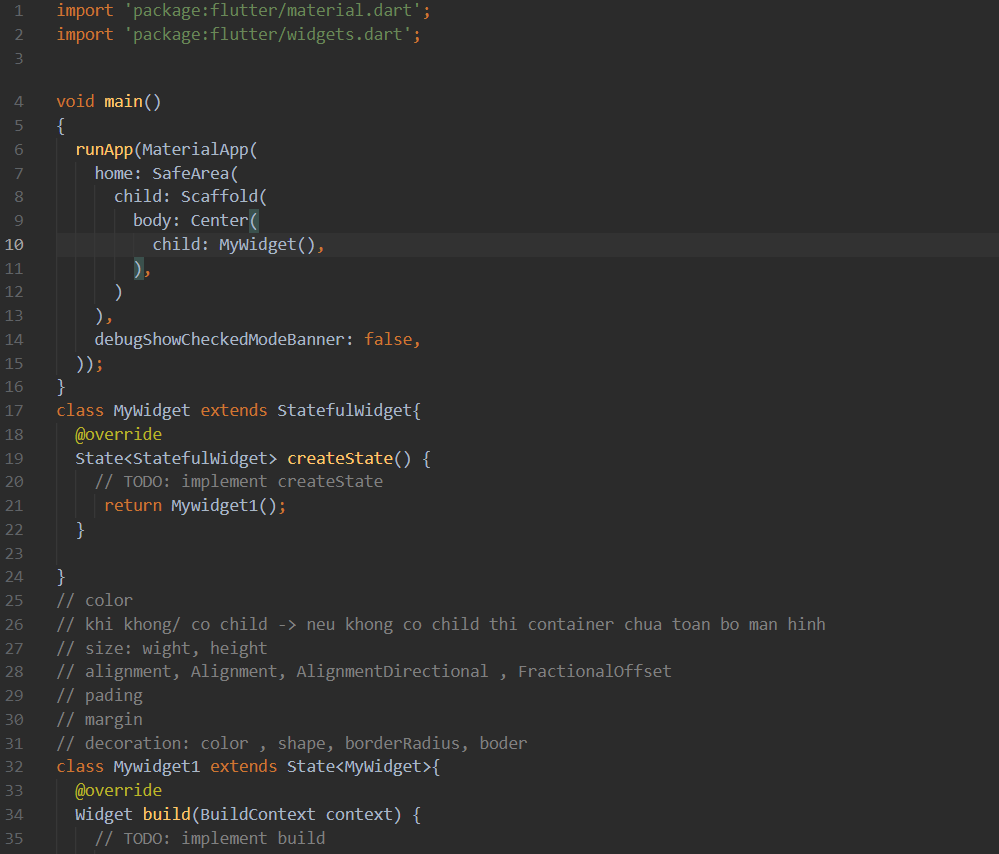 1 import 'package:flutter/material.dart';
2 import 'package:flutter/widgets.dart';
3
4 void main()
5 {
6 runApp(MaterialApp(
7 home: SafeArea(
8 child: Scaffold(
9 body: Center(
10 child: MyWidget(),
11 ),
12 )
13 ),
14 debugShowCheckedModeBanner: false,
15 ));
16 }
17 class MyWidget extends StatefulWidget{
18 @override
19 State<StatefulWidget> createState() {
20 // TODO: implement createState
21 return Mywidget1();
22 }
23
24 }
25 // color
26 // khi khong/ co child -> neu khong co child thi container chua toan bo man hinh
27 // size: wight, height
28 // alignment, Alignment, AlignmentDirectional , FractionalOffset
29 // pading
30 // margin
31 // decoration: color , shape, borderRadius, boder
32 class Mywidget1 extends State<MyWidget>{
33 @override
34 Widget build(BuildContext context) {
35 // TODO: implement build